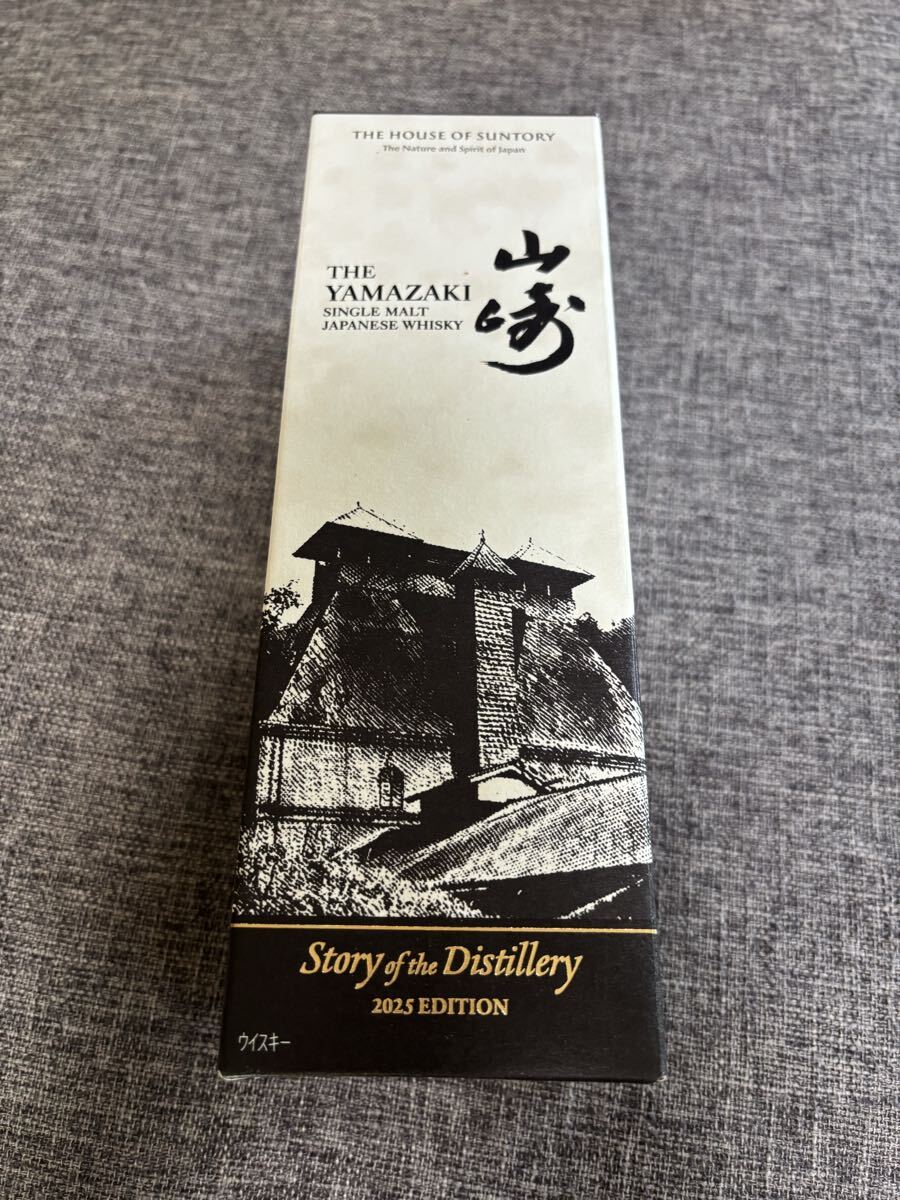 THE HOUSE OF SUNTORY
The Nature and Spirit of Japan
THE
YAMAZAKI
SINGLE MALT
JAPANESE WHISKY
山崎
Story of the Distillery
2025 EDITION
ウイスキー